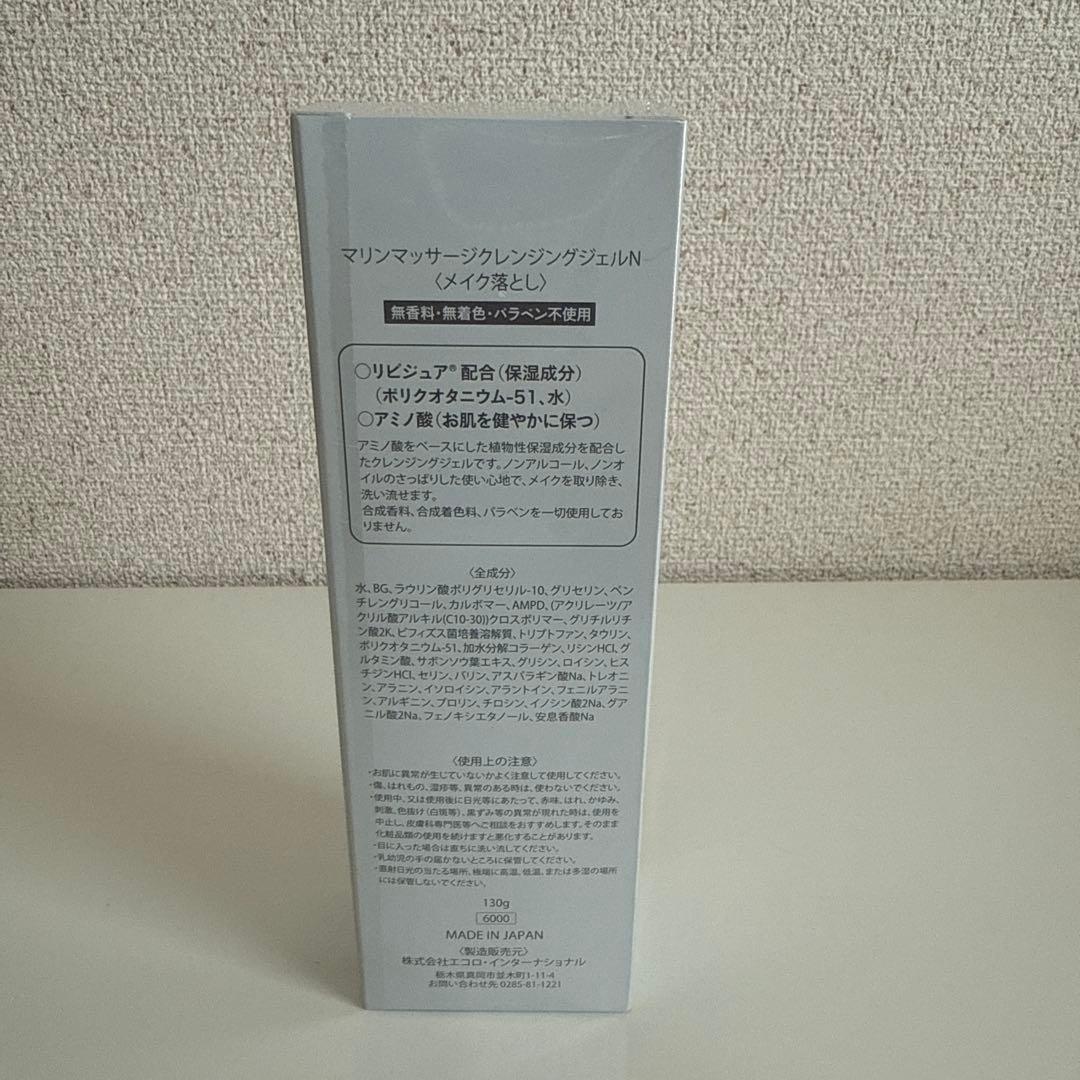 マリンマッサージクレンジングジェルN
〈メイク落とし〉
無香料・無着色・パラベン不使用
○リピジュア®配合(保湿成分)
(ポリクオタニウム-51、水)
○アミノ酸(お肌を健やかに保つ)
アミノ酸をベースにした植物性保湿成分を配合し
たクレンジングジェルです。ノンアルコール、ノンオ
イルのさっぱりした使い心地で、メイクを取り除き、
洗い流せます。
合成香料、合成着色料、パラベンを一切使用してお
りません。
〈全成分〉
水、BG、ラウリン酸ポリグリセリル-10、グリセリン、ペン
チレングリコール、カルボマー、AMPD、(アクリレーツ/ア
クリル酸アルキル(C10-30))クロスポリマー、グリチルリチ
ン酸2K、ビフィズス菌培養溶解質、トリプトファン、タウリン、
ポリクオタニウム-51、加水分解コラーゲン、リシンHCl、グ
ルタミン酸、サボンソウ葉エキス、グリシン、ロイシン、ヒス
チジンHCl、セリン、バリン、アスパラギン酸Na、トレオニ
ン、アラニン、イソロイシン、アラントイン、フェニルアラニ
ン、アルギニン、プロリン、チロシン、イノシン酸2Na、グア
ニル酸2Na、フェノキシエタノール、安息香酸Na
〈使用上の注意〉
・お肌に異常が生じていないかよく注意して使用してください。
・傷、はれもの、湿疹等、異常のある時は、使わないでください。
・使用中、又は使用後に日光等にあたって、赤味、はれ、かゆみ、
刺激、色抜け(白斑等)、黒ずみ等の異常が現れた時は、使用を
中止し、皮膚科専門医等へご相談をおすすめします。そのまま
化粧品類の使用を続けますと悪化することがあります。
・目に入った場合は直ちに洗い流してください。
・乳幼児の手の届かないところに保管してください。
・直射日光の当たる場所、極端に高温、低温、または多湿の場所
には保管しないでください。
130g
6000
MADE IN JAPAN
〈製造販売元〉
株式会社エコロ・インターナショナル
栃木県真岡市並木町1-11-4
お問い合わせ先 0285-81-1221